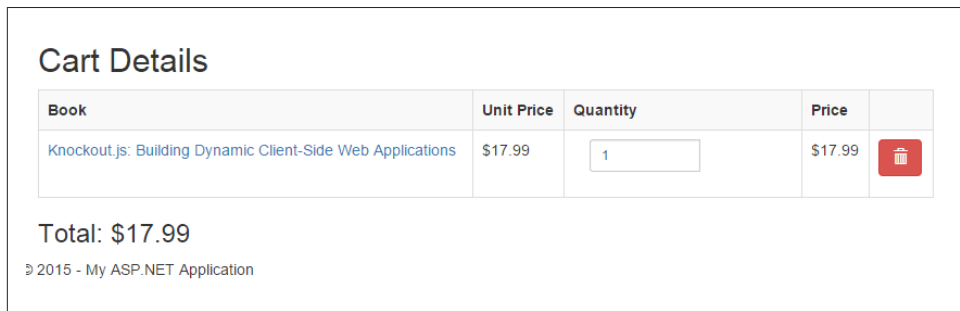 Cart Details
Book Unit Price Quantity Price
Knockout.js: Building Dynamic Client-Side Web Applications $17.99 1 $17.99
Total: $17.99
© 2015 - My ASP.NET Application